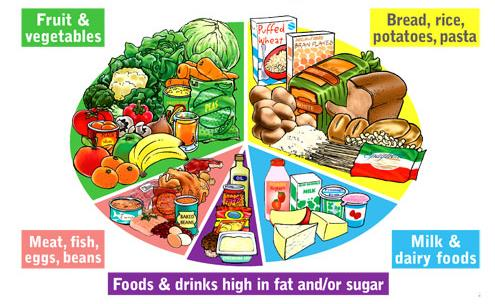 Fruit &
vegetables
Bread, rice,
potatoes, pasta
Puffed
Wheat
BRAN FLAKES
PEAS
MILK
BAKED
BEANS
Meat, fish,
eggs, beans
Milk &
dairy foods
Foods & drinks high in fat and/or sugar